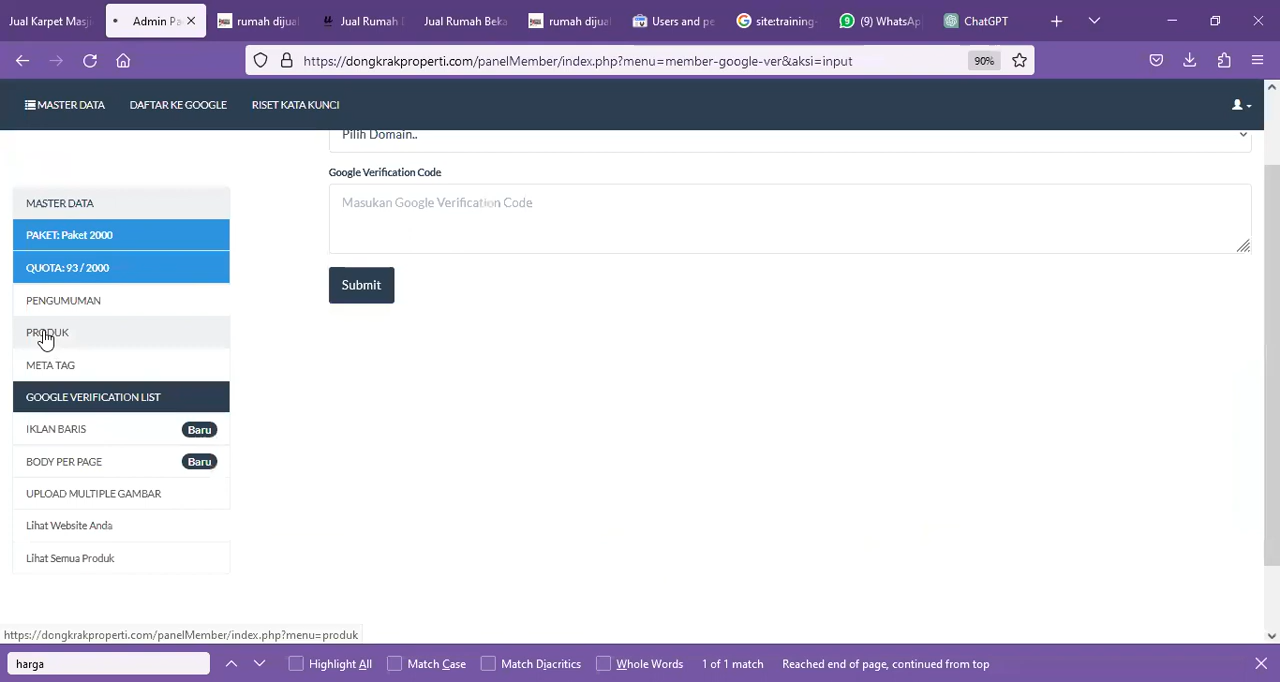 Jual Karpet Masj
Admin Pa
rumah dijua
Jual Rumah
Jual Rumah Beka
rumah dijua
Users and pe
site:training-
(9) WhatsAp
ChatGPT
https://dongkrakproperti.com/panelMember/index.php?menu=member-google-ver&aksi=input
90%
MASTER DATA
DAFTAR KE GOOGLE
RISET KATA KUNCI
Pilih Domain..
Google Verification Code
Masukan Google Verification Code
Submit
MASTER DATA
PAKET: Paket 2000
QUOTA: 93 / 2000
PENGUMUMAN
PRODUK
META TAG
GOOGLE VERIFICATION LIST
IKLAN BARIS Baru
BODY PER PAGE Baru
UPLOAD MULTIPLE GAMBAR
Lihat Website Anda
Lihat Semua Produk
https://dongkrakproperti.com/panelMember/index.php?menu=produk
harga
Highlight All
Match Case
Match Diacritics
Whole Words
1 of 1 match
Reached end of page, continued from top